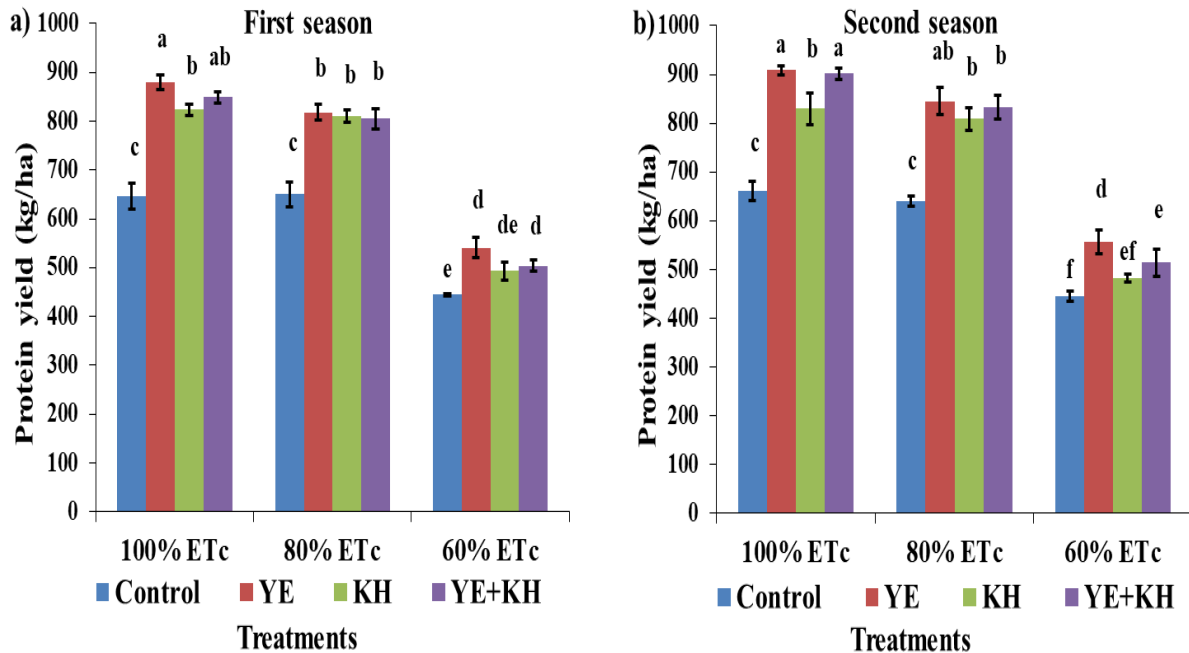 a) First season
Protein yield (kg/ha)
1000
900
800
700
600
500
400
300
200
100
0
c a b ab
c b b b
e d de d
100% ETc 80% ETc 60% ETc
Control YE KH YE+KH
Treatments
b) Second season
Protein yield (kg/ha)
1000
900
800
700
600
500
400
300
200
100
0
c a b a
c ab b b
f d ef e
100% ETc 80% ETc 60% ETc
Control YE KH YE+KH
Treatments